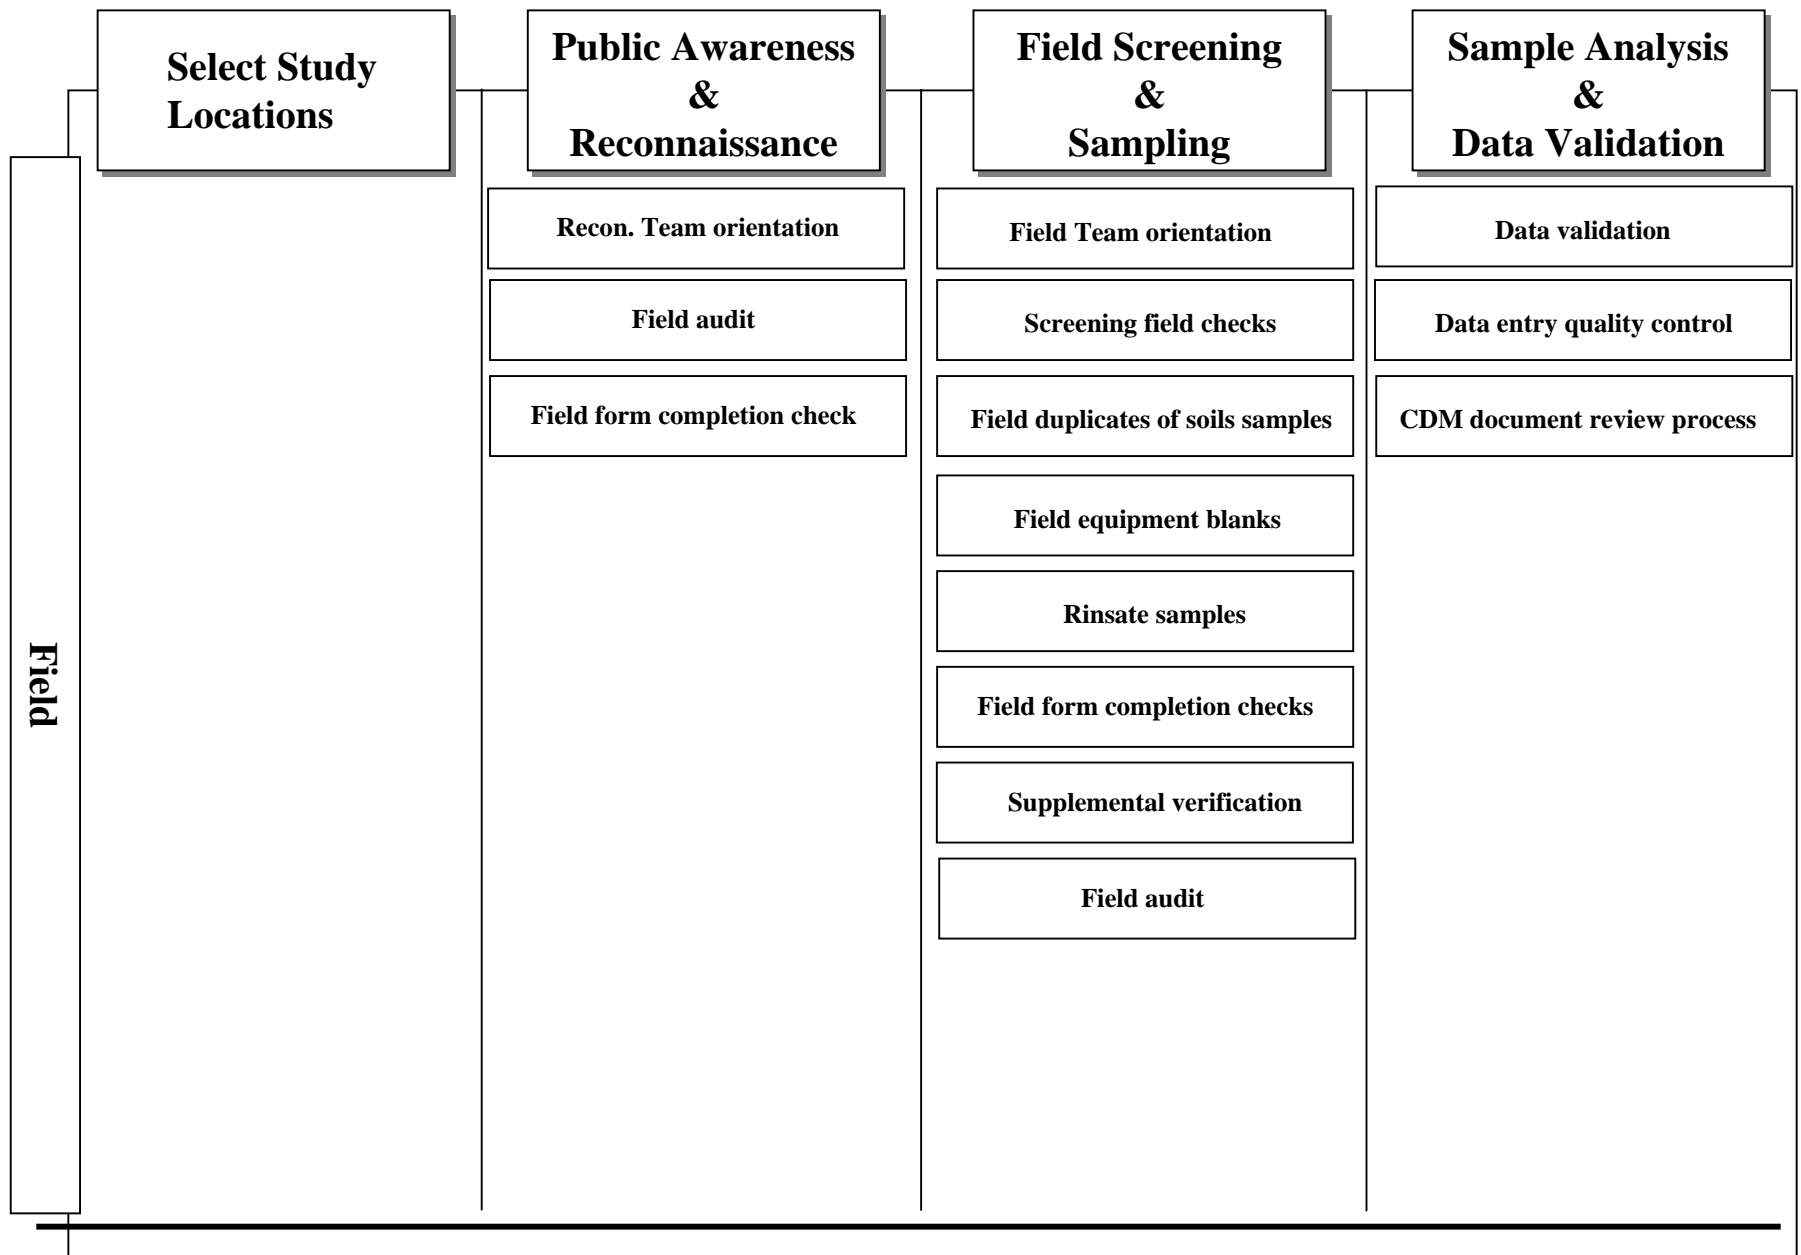 Select Study
Locations
Public Awareness
&
Reconnaissance
Field Screening
&
Sampling
Sample Analysis
&
Data Validation
Field
Recon. Team orientation
Field audit
Field form completion check
Field Team orientation
Screening field checks
Field duplicates of soils samples
Field equipment blanks
Rinsate samples
Field form completion checks
Supplemental verification
Field audit
Data validation
Data entry quality control
CDM document review process